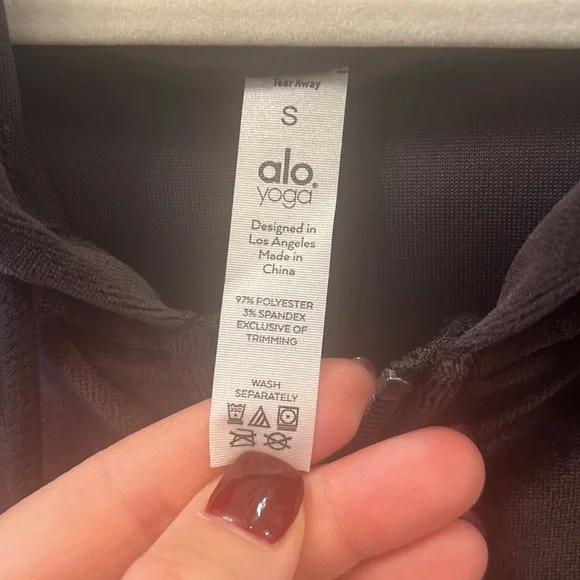 Tear Away
S
alo
yoga
Designed in
Los Angeles
Made in
China
97% POLYESTER
3% SPANDEX
EXCLUSIVE OF
TRIMMING
WASH
SEPARATELY
30C